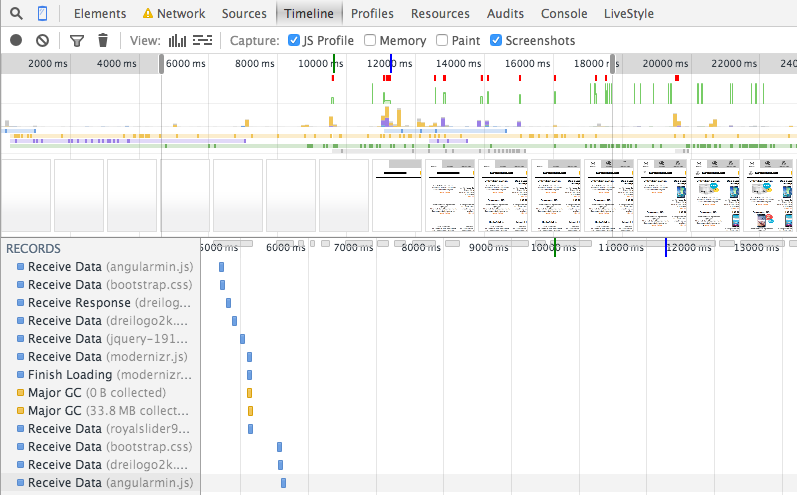 Elements Network Sources Timeline Profiles Resources Audits Console LiveStyle
View: Capture: JS Profile Memory Paint Screenshots
2000 ms 4000 ms 6000 ms 8000 ms 10000 ms 12000 ms 14000 ms 16000 ms 18000 ms 20000 ms 22000 ms 240
RECORDS
5000 ms 6000 ms 7000 ms 8000 ms 9000 ms 10000 ms 11000 ms 12000 ms 13000 ms
Receive Data (angularmin.js)
Receive Data (bootstrap.css)
Receive Response (dreilog...
Receive Data (dreilogo2k....
Receive Data (jquery-191...
Receive Data (modernizr.js)
Finish Loading (modernizr...
Major GC (0 B collected)
Major GC (33.8 MB collect...
Receive Data (royalslider9...
Receive Data (bootstrap.css)
Receive Data (dreilogo2k....
Receive Data (angularmin.js)